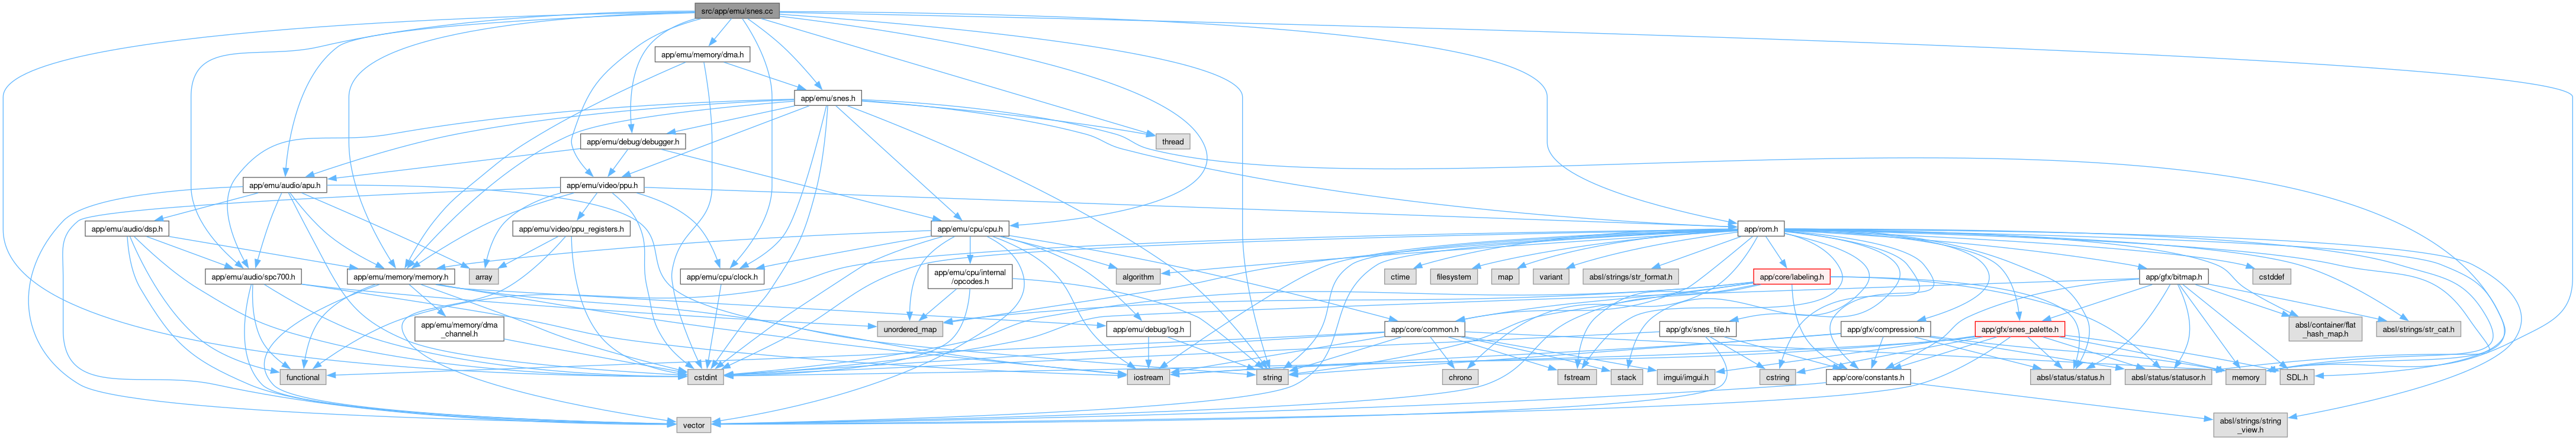 src/app/emu/snes.cc
app/emu/memory/dma.h
app/emu/snes.h
app/emu/debug/debugger.h
thread
app/emu/audio/apu.h
app/emu/video/ppu.h
app/emu/audio/dsp.h
app/emu/video/ppu_registers.h
app/emu/cpu/cpu.h
app/rom.h
app/emu/audio/spc700.h
app/emu/memory/memory.h
array
app/emu/cpu/clock.h
app/emu/cpu/internal
/opcodes.h
algorithm
ctime
filesystem
map
variant
absl/strings/str_format.h
app/core/labeling.h
app/gfx/bitmap.h
cstddef
app/emu/memory/dma
_channel.h
unordered_map
app/emu/debug/log.h
app/core/common.h
app/gfx/snes_tile.h
app/gfx/compression.h
app/gfx/snes_palette.h
absl/container/flat
_hash_map.h
absl/strings/str_cat.h
functional
cstdint
iostream
string
chrono
fstream
stack
imgui/imgui.h
cstring
app/core/constants.h
absl/status/status.h
absl/status/statusor.h
memory
SDL.h
vector
absl/strings/string
_view.h